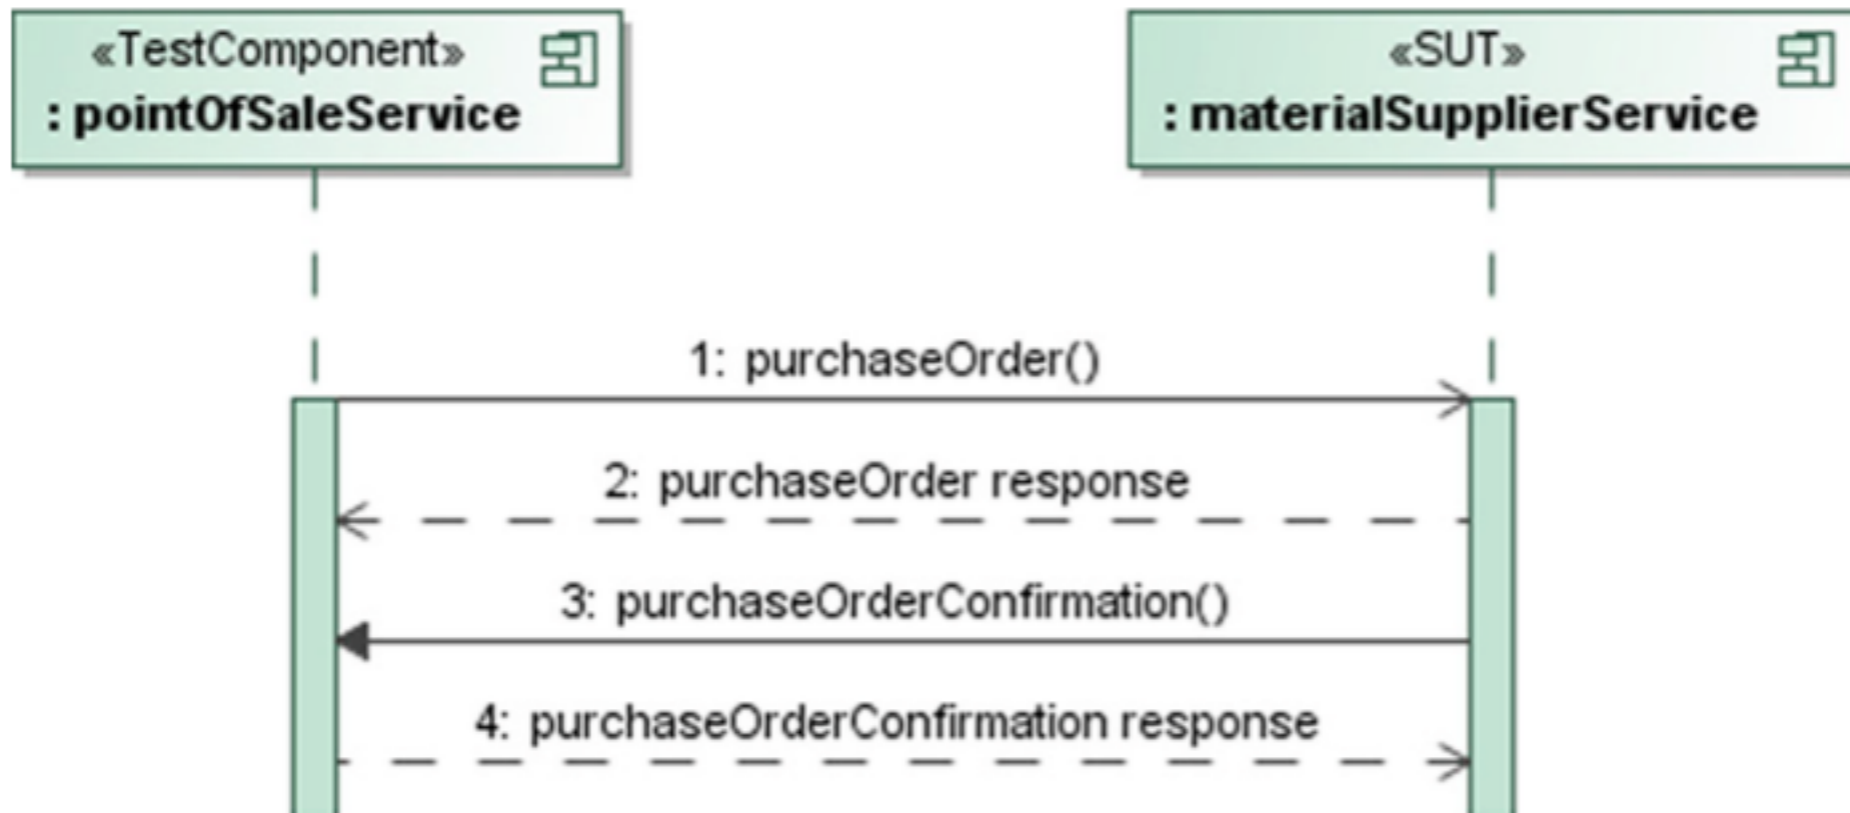 «TestComponent»
: pointOfSaleService
«SUT»
: materialSupplierService
1: purchaseOrder()
2: purchaseOrder response
3: purchaseOrderConfirmation()
4: purchaseOrderConfirmation response